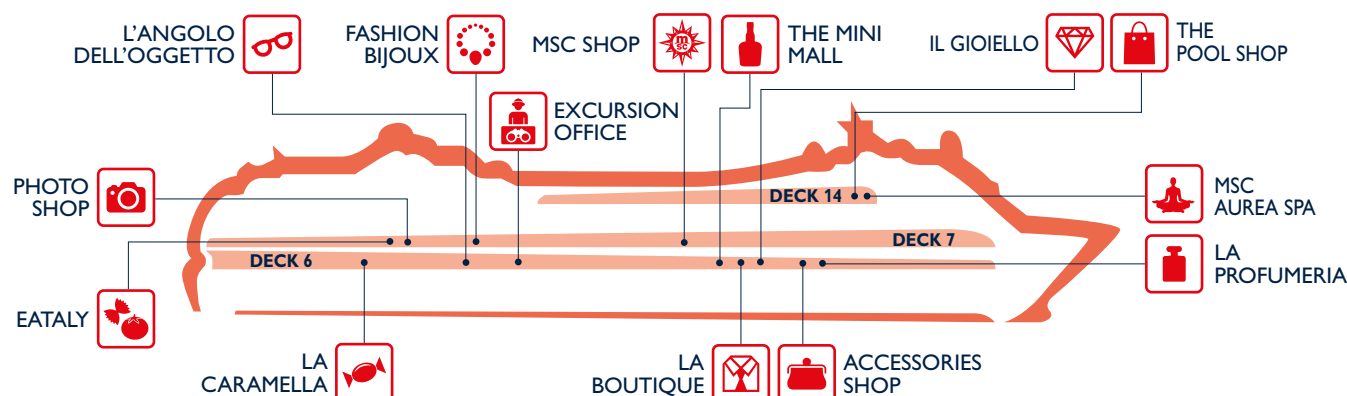 L'ANGOLO
DELL'OGGETTO
FASHION
BIJOUX
MSC SHOP
msc
THE MINI
MALL
IL GIOIELLO
THE
POOL SHOP
EXCURSION
OFFICE
PHOTO
SHOP
DECK 14
MSC
AUREA SPA
DECK 7
DECK 6
LA
PROFUMERIA
EATALY
LA
CARAMELLA
LA
BOUTIQUE
ACCESSORIES
SHOP